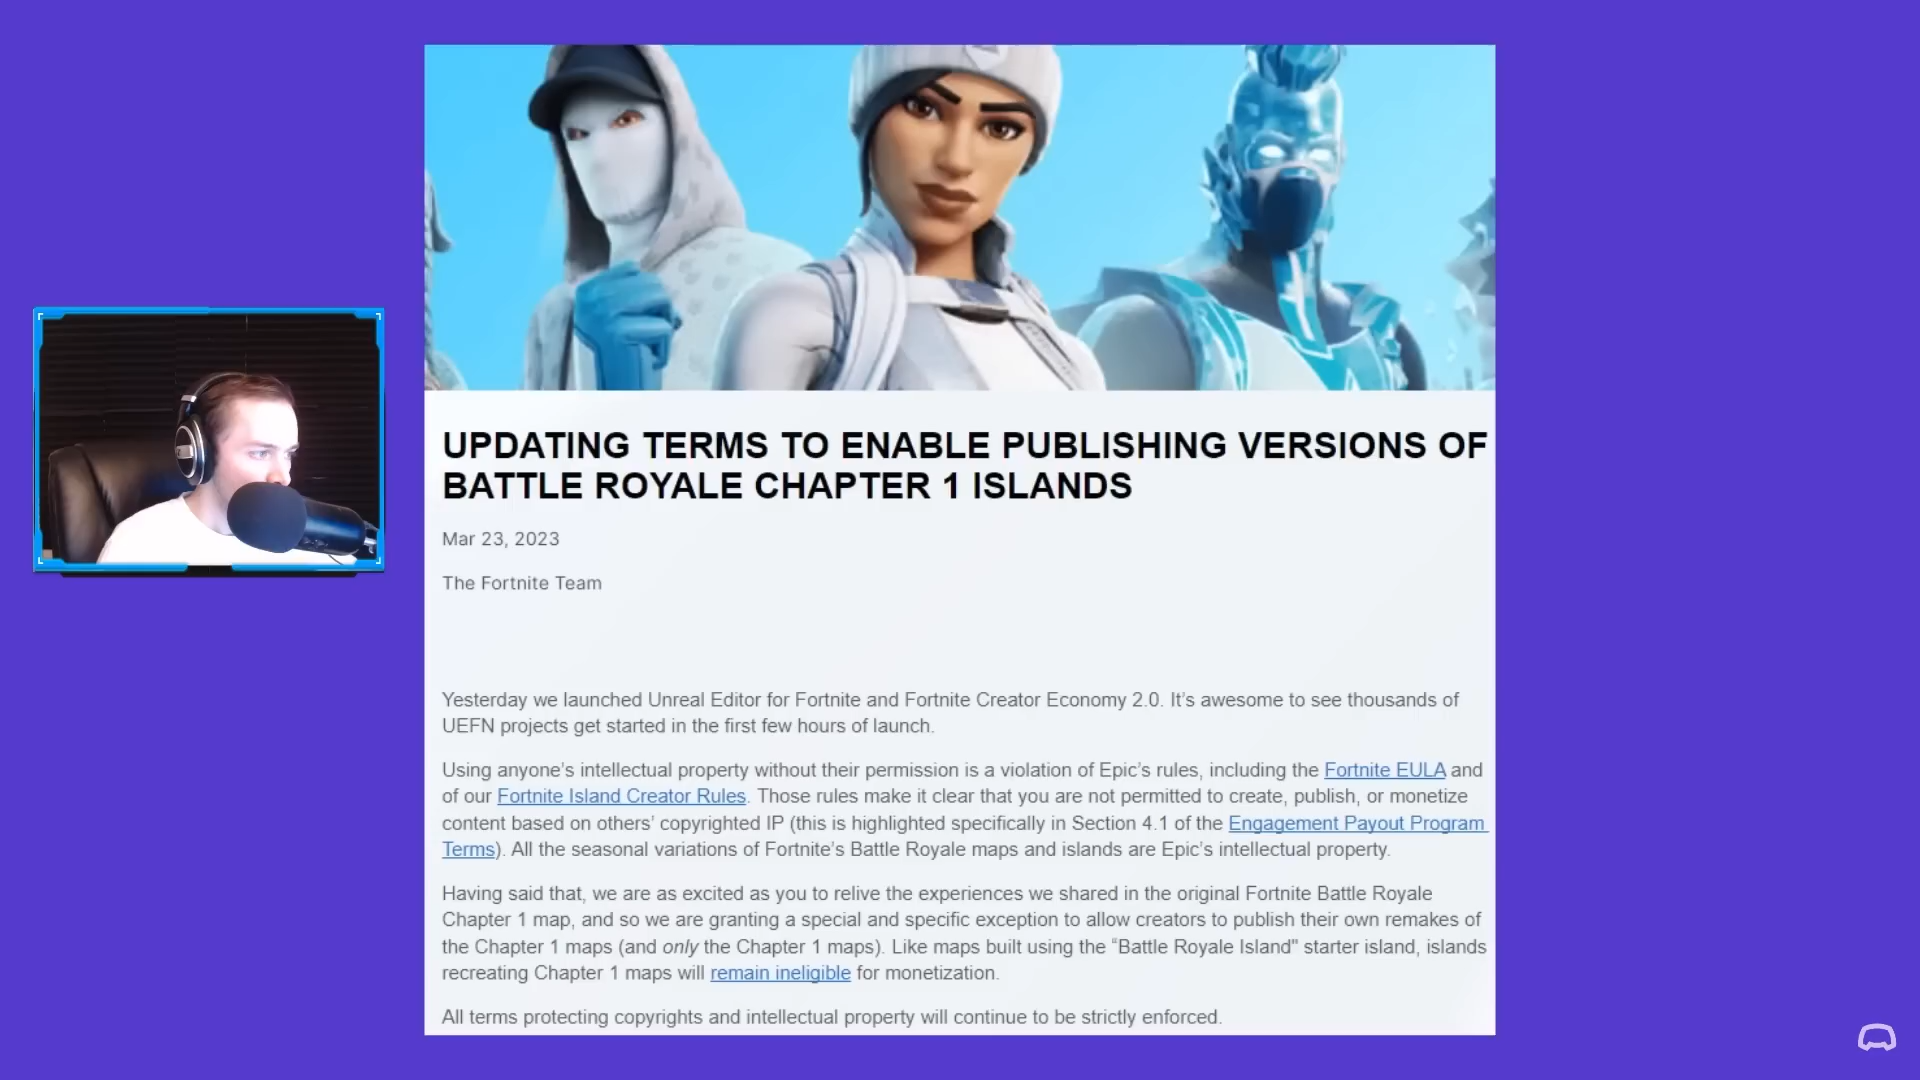 UPDATING TERMS TO ENABLE PUBLISHING VERSIONS OF
BATTLE ROYALE CHAPTER 1 ISLANDS
Mar 23, 2023
The Fortnite Team
Yesterday we launched Unreal Editor for Fortnite and Fortnite Creator Economy 2.0. It’s awesome to see thousands of
UEFN projects get started in the first few hours of launch.
Using anyone’s intellectual property without their permission is a violation of Epic’s rules, including the Fortnite EULA and
of our Fortnite Island Creator Rules. Those rules make it clear that you are not permitted to create, publish, or monetize
content based on others’ copyrighted IP (this is highlighted specifically in Section 4.1 of the Engagement Payout Program
Terms). All the seasonal variations of Fortnite’s Battle Royale maps and islands are Epic’s intellectual property.
Having said that, we are as excited as you to relive the experiences we shared in the original Fortnite Battle Royale
Chapter 1 map, and so we are granting a special and specific exception to allow creators to publish their own remakes of
the Chapter 1 maps (and only the Chapter 1 maps). Like maps built using the “Battle Royale Island" starter island, islands
recreating Chapter 1 maps will remain ineligible for monetization.
All terms protecting copyrights and intellectual property will continue to be strictly enforced.